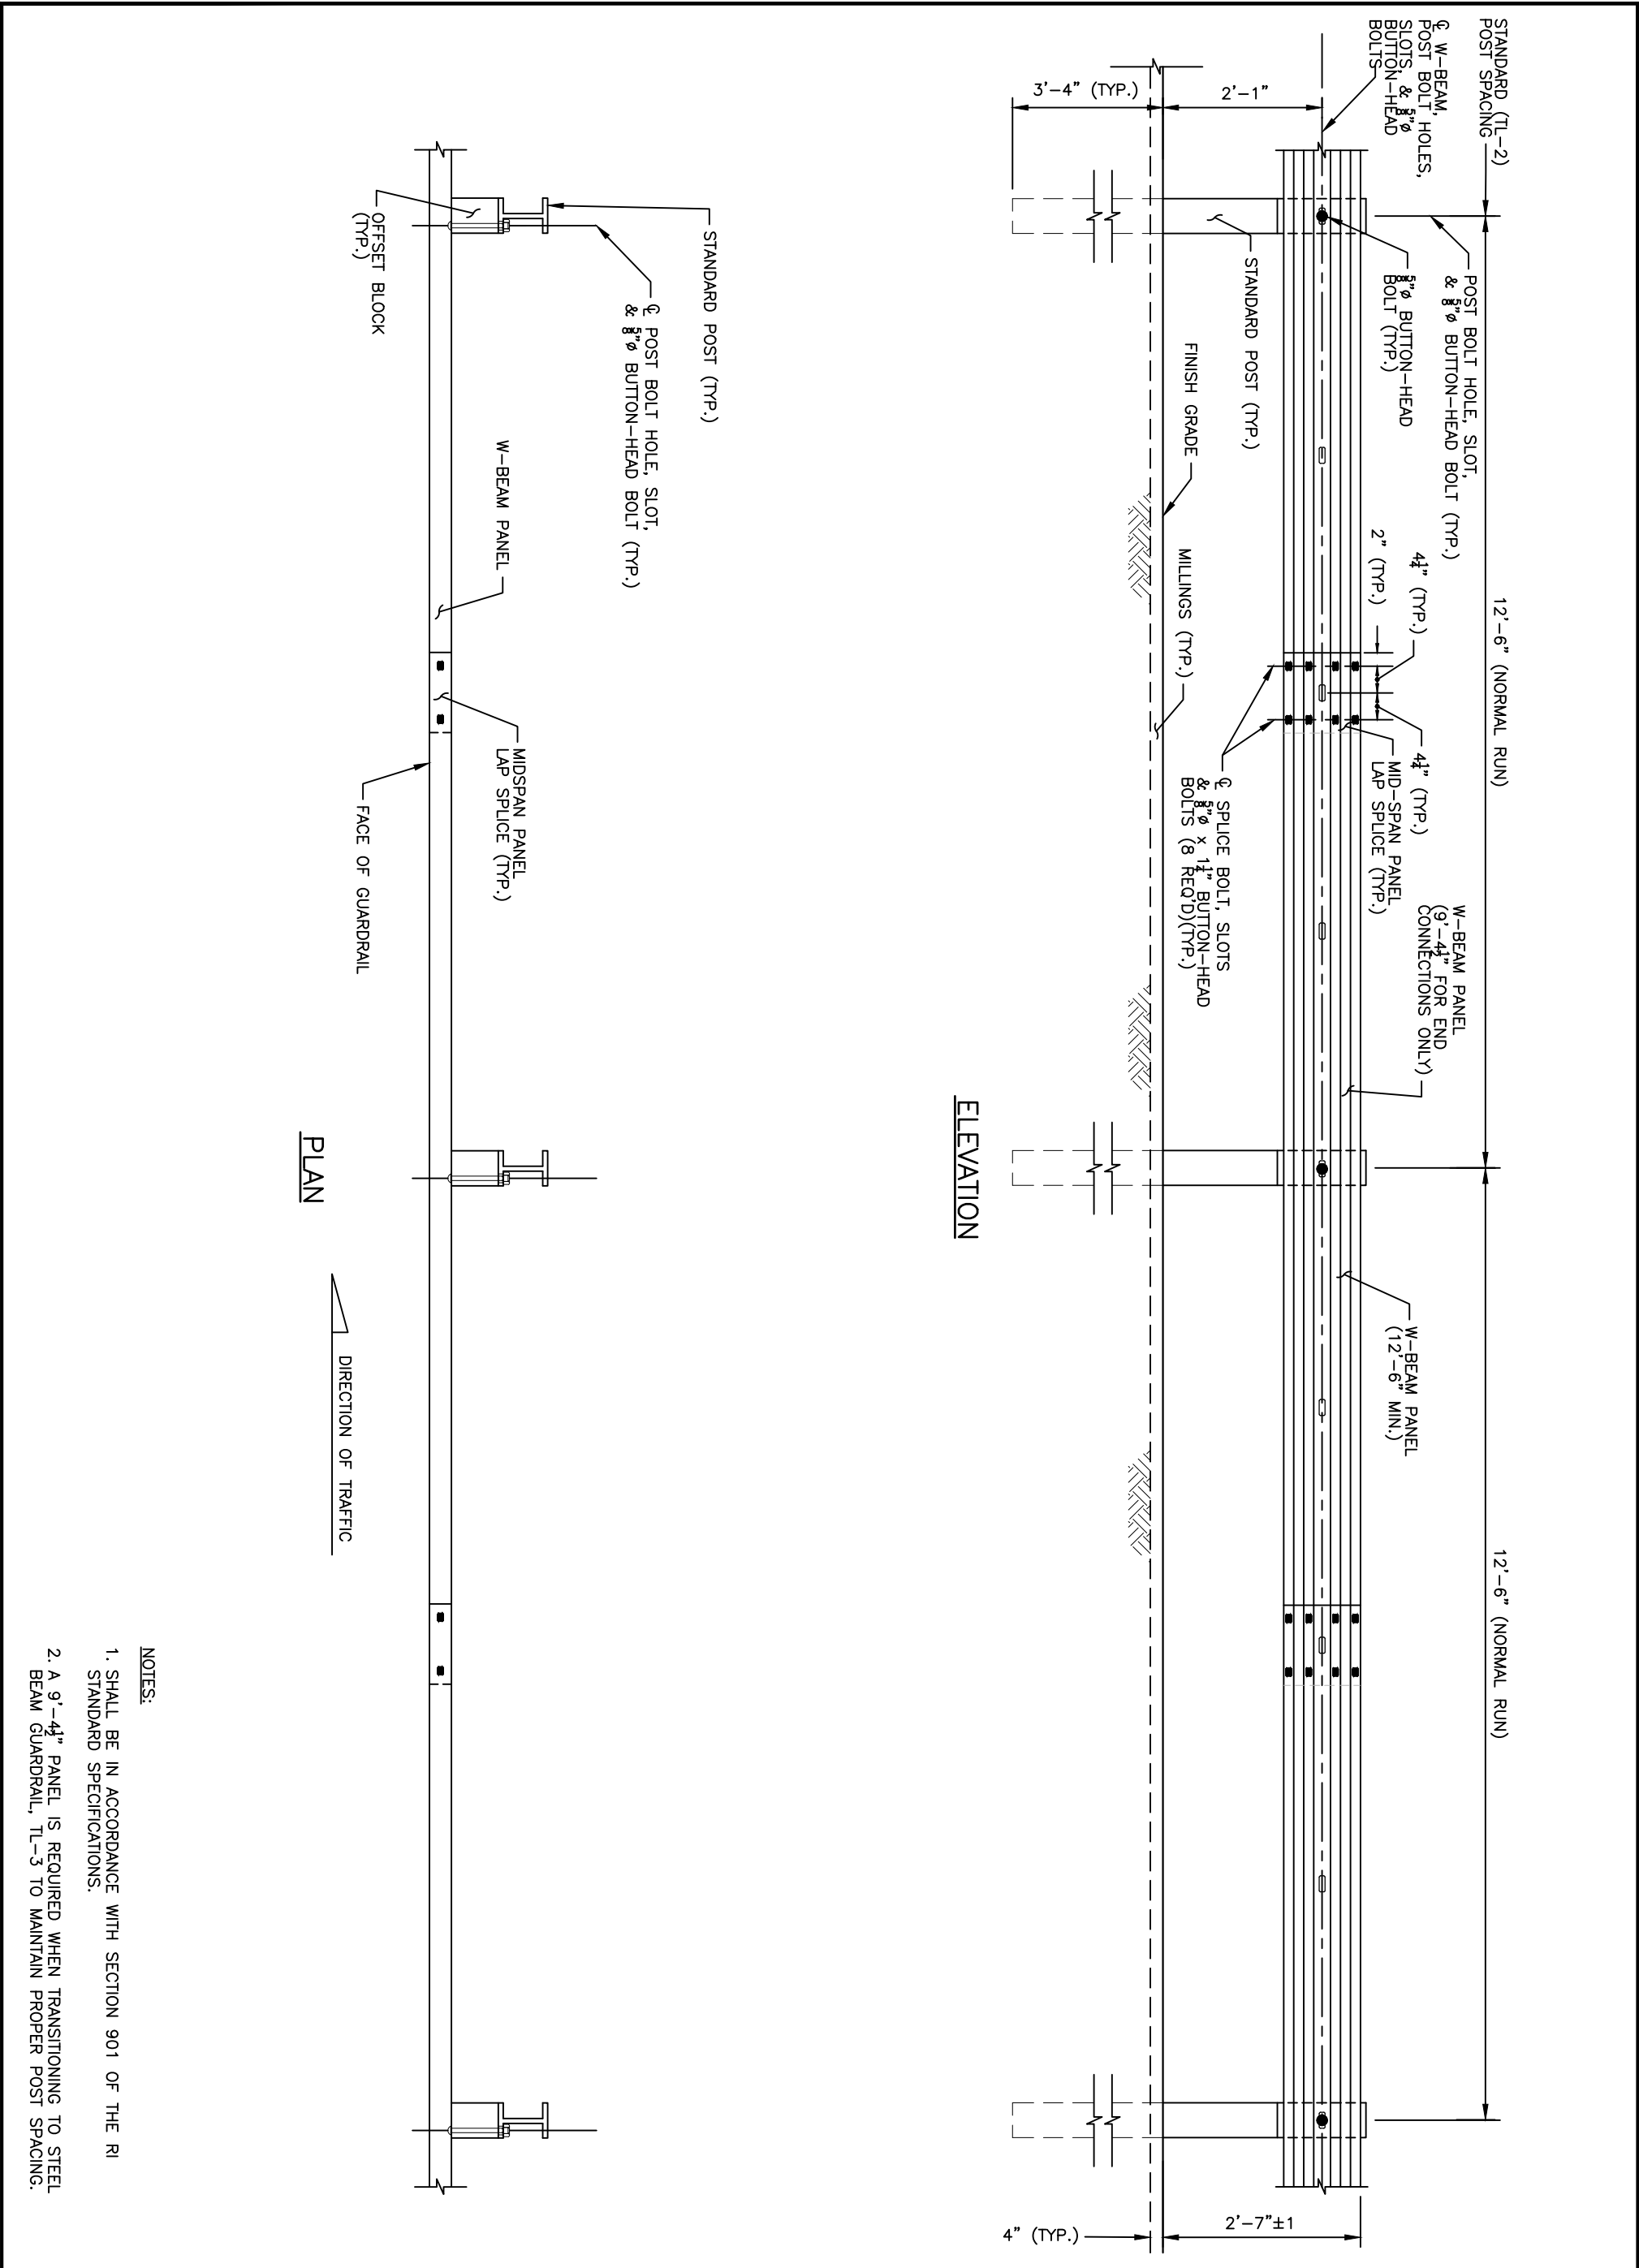 STANDARD (TL-2)
POST SPACING
12'-6" (NORMAL RUN)
12'-6" (NORMAL RUN)
℄ W-BEAM,
POST BOLT HOLES,
SLOTS, & 5/8"ø
BUTTON-HEAD
BOLTS
POST BOLT HOLE, SLOT,
& 5/8"ø BUTTON-HEAD BOLT (TYP.)
5/8"ø BUTTON-HEAD
BOLT (TYP.)
2" (TYP.)
4¼" (TYP.)
4¼" (TYP.)
MID-SPAN PANEL
LAP SPLICE (TYP.)
W-BEAM PANEL
(9'-4½" FOR END
CONNECTIONS ONLY)
W-BEAM PANEL
(12'-6" MIN.)
2'-1"
3'-4" (TYP.)
STANDARD POST (TYP.)
FINISH GRADE
MILLINGS (TYP.)
℄ SPLICE BOLT, SLOTS
& 5/8"ø x 1¼" BUTTON-HEAD
BOLTS (8 REQ'D)(TYP.)
2'-7"±1
4" (TYP.)
ELEVATION
STANDARD POST (TYP.)
℄ POST BOLT HOLE, SLOT,
& 5/8"ø BUTTON-HEAD BOLT (TYP.)
OFFSET BLOCK
(TYP.)
W-BEAM PANEL
MIDSPAN PANEL
LAP SPLICE (TYP.)
FACE OF GUARDRAIL
PLAN
DIRECTION OF TRAFFIC
NOTES:
1. SHALL BE IN ACCORDANCE WITH SECTION 901 OF THE RI
STANDARD SPECIFICATIONS.
2. A 9'-4½" PANEL IS REQUIRED WHEN TRANSITIONING TO STEEL
BEAM GUARDRAIL, TL-3 TO MAINTAIN PROPER POST SPACING.